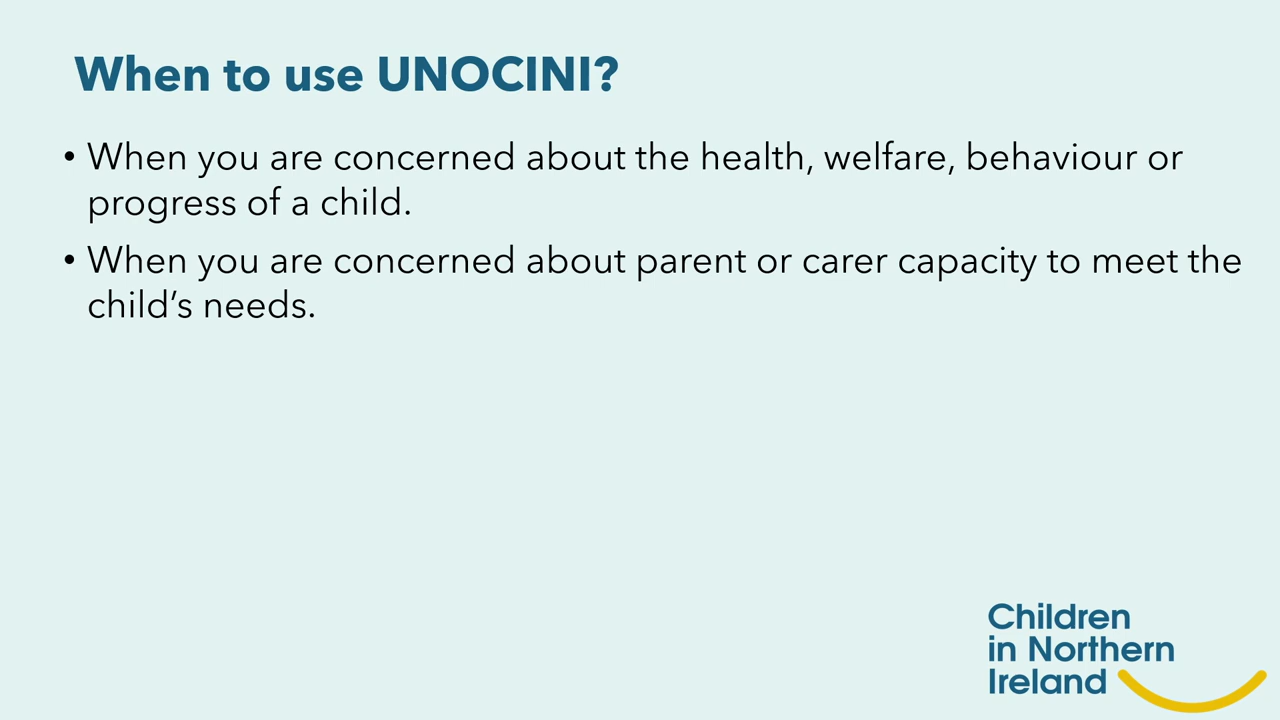 When to use UNOCINI?
• When you are concerned about the health, welfare, behaviour or
progress of a child.
• When you are concerned about parent or carer capacity to meet the
child’s needs.
Children
in Northern
Ireland